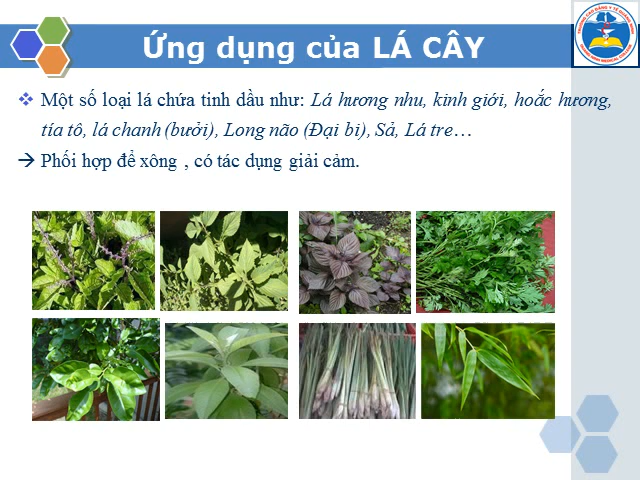 Ứng dụng của LÁ CÂY
Một số loại lá chứa tinh dầu như: Lá hương nhu, kinh giới, hoắc hương,
tía tô, lá chanh (bưởi), Long não (Đại bi), Sả, Lá tre…
→ Phối hợp để xông , có tác dụng giải cảm.